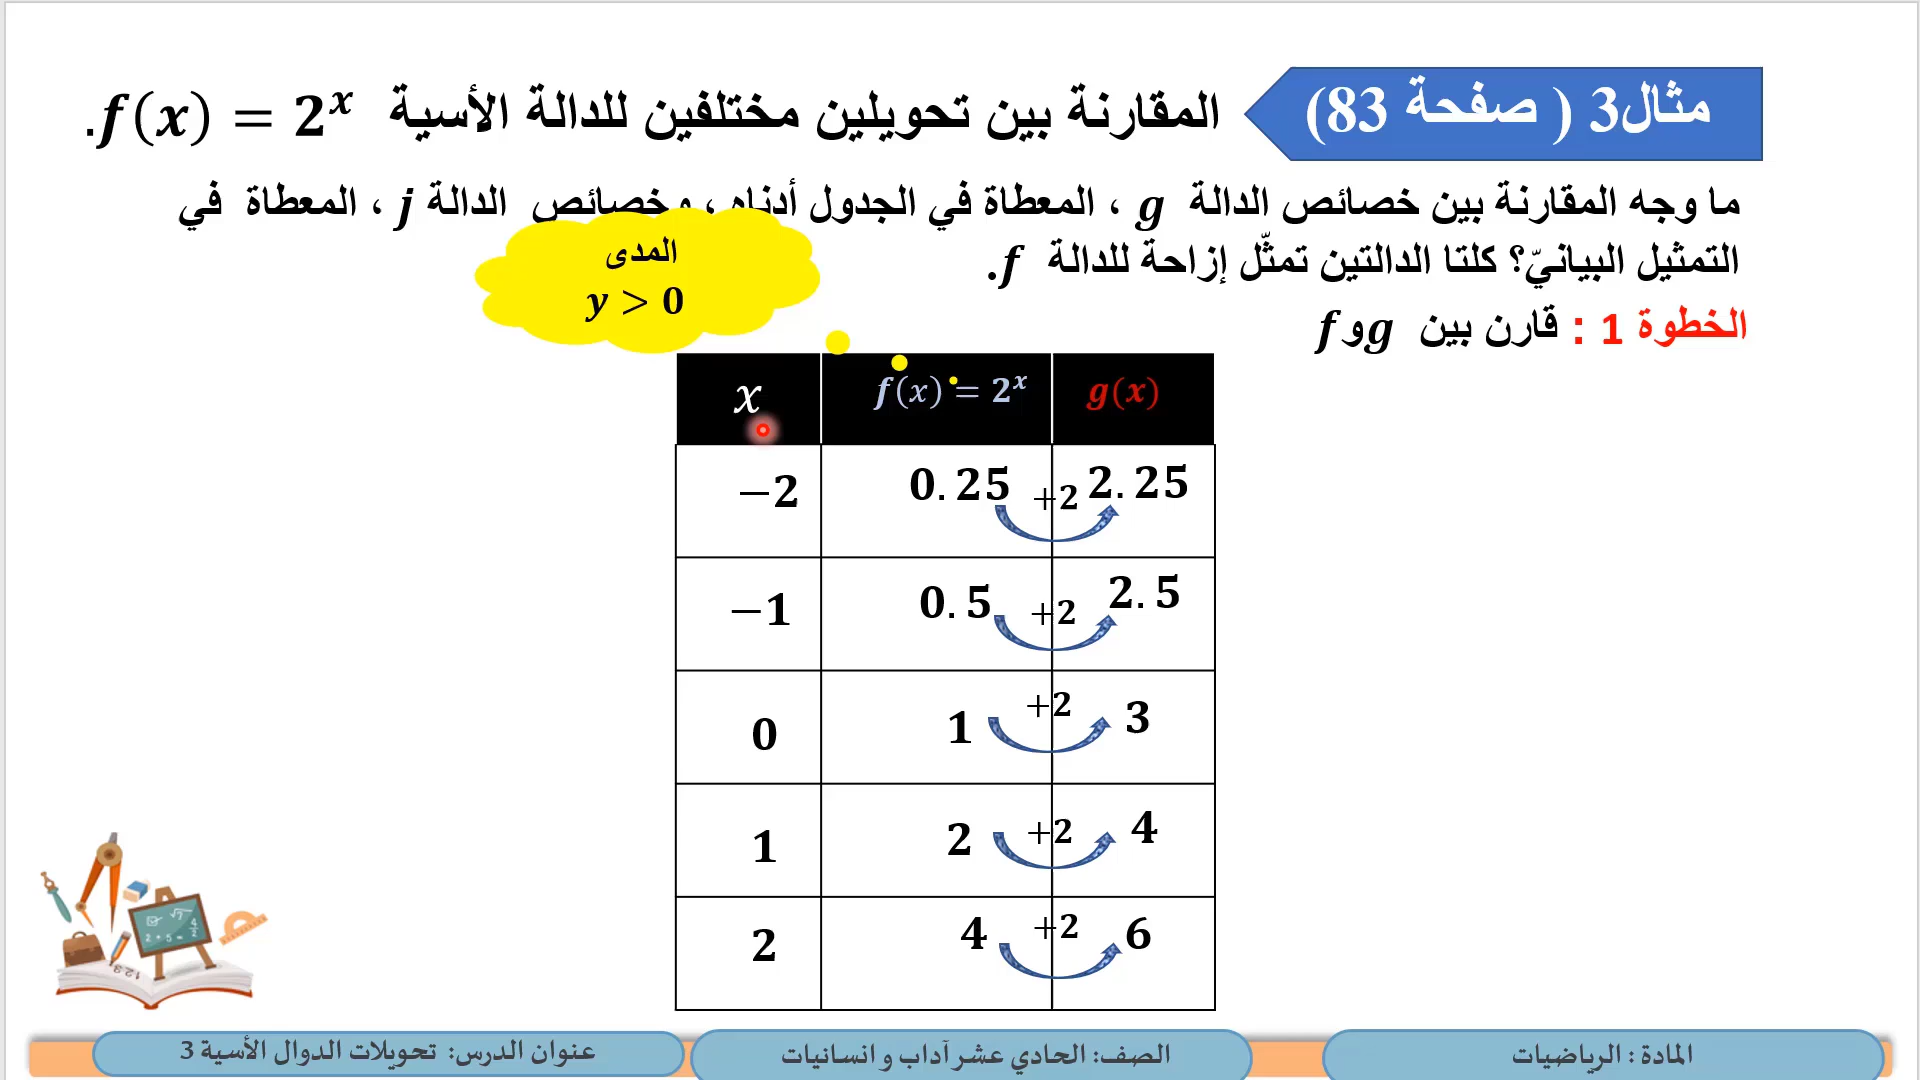 مثال3 ( صفحة 83)
المقارنة بين تحويلين مختلفين للدالة الأسية f(x) = 2^x.
ما وجه المقارنة بين خصائص الدالة g ، المعطاة في الجدول أدناه ، وخصائص الدالة j ، المعطاة في
التمثيل البيانيّ؟ كلتا الدالتين تمثّل إزاحة للدالة f.
المدى
y > 0
الخطوة 1 : قارن بين g وf
x f(x) = 2^x g(x)
−2 0.25 +2 2.25
−1 0.5 +2 2.5
0 1 +2 3
1 2 +2 4
2 4 +2 6
المادة : الرياضيات
الصف: الحادي عشر آداب و انسانيات
عنوان الدرس: تحويلات الدوال الأسية 3